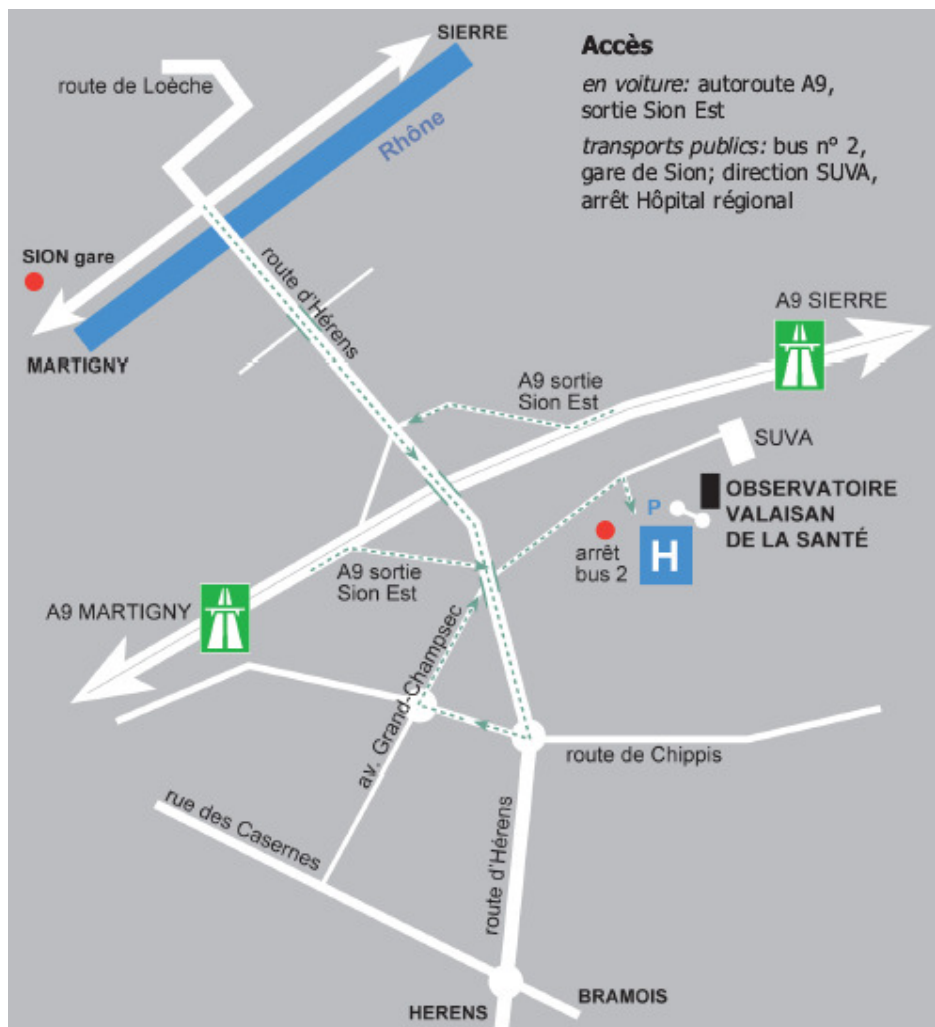 SIERRE
route de Loèche
Rhône
Accès
en voiture: autoroute A9,
sortie Sion Est
transports publics: bus n° 2,
gare de Sion; direction SUVA,
arrêt Hôpital régional
SION gare
MARTIGNY
route d'Hérens
A9 SIERRE
A9 sortie
Sion Est
SUVA
P
OBSERVATOIRE
VALAISAN
DE LA SANTÉ
H
arrêt
bus 2
A9 sortie
Sion Est
A9 MARTIGNY
av. Grand-Champsec
route de Chippis
rue des Casernes
route d'Hérens
BRAMOIS
HERENS